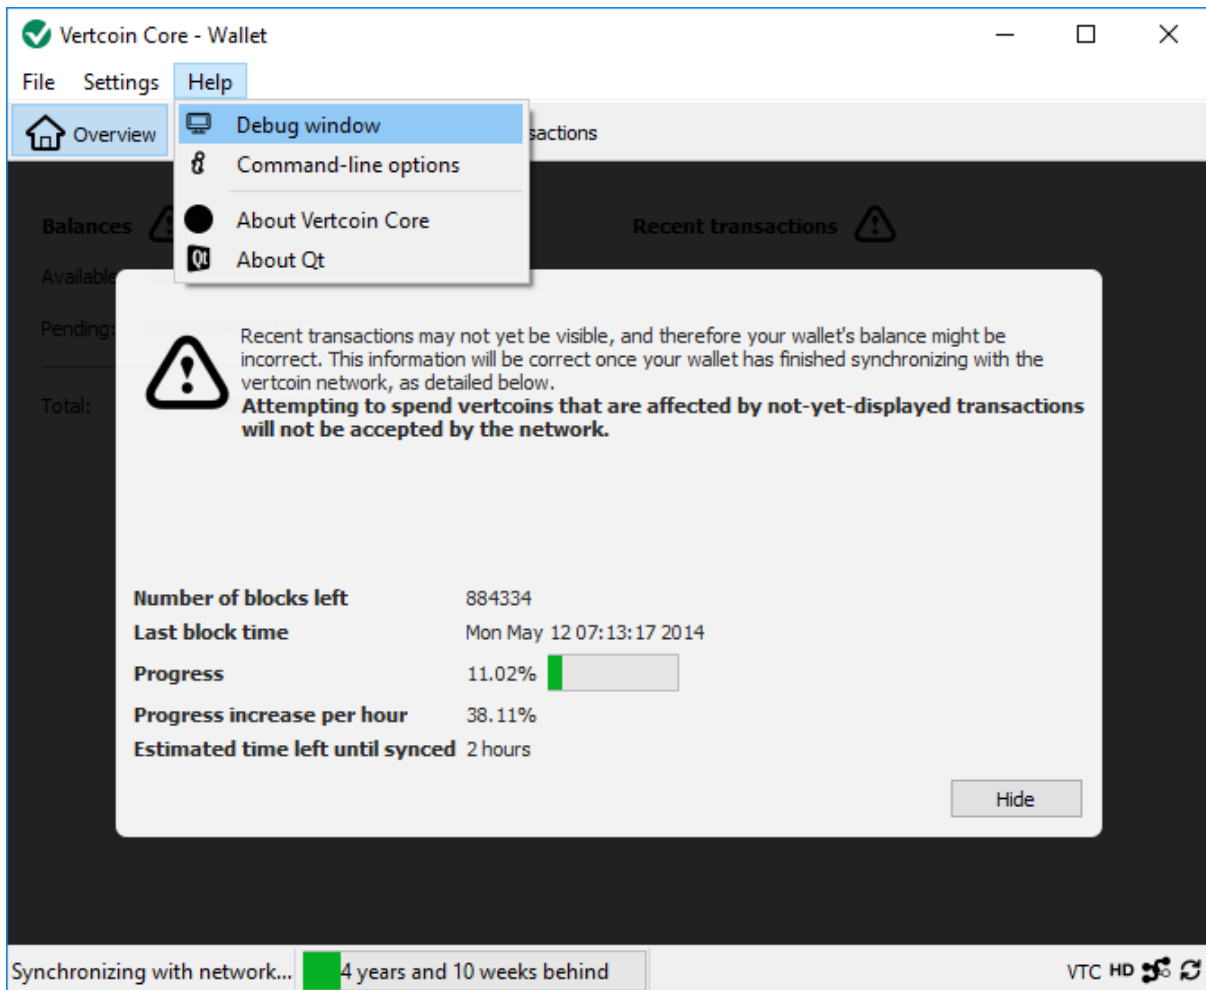 Vertcoin Core - Wallet
File Settings Help
Overview
sactions
Debug window
Command-line options
About Vertcoin Core
Qt About Qt
Balances
Recent transactions
Available
Pending:
Total:
Recent transactions may not yet be visible, and therefore your wallet's balance might be
incorrect. This information will be correct once your wallet has finished synchronizing with the
vertcoin network, as detailed below.
Attempting to spend vertcoins that are affected by not-yet-displayed transactions
will not be accepted by the network.
Number of blocks left 884334
Last block time Mon May 12 07:13:17 2014
Progress 11.02%
Progress increase per hour 38.11%
Estimated time left until synced 2 hours
Hide
Synchronizing with network... 4 years and 10 weeks behind VTC HD